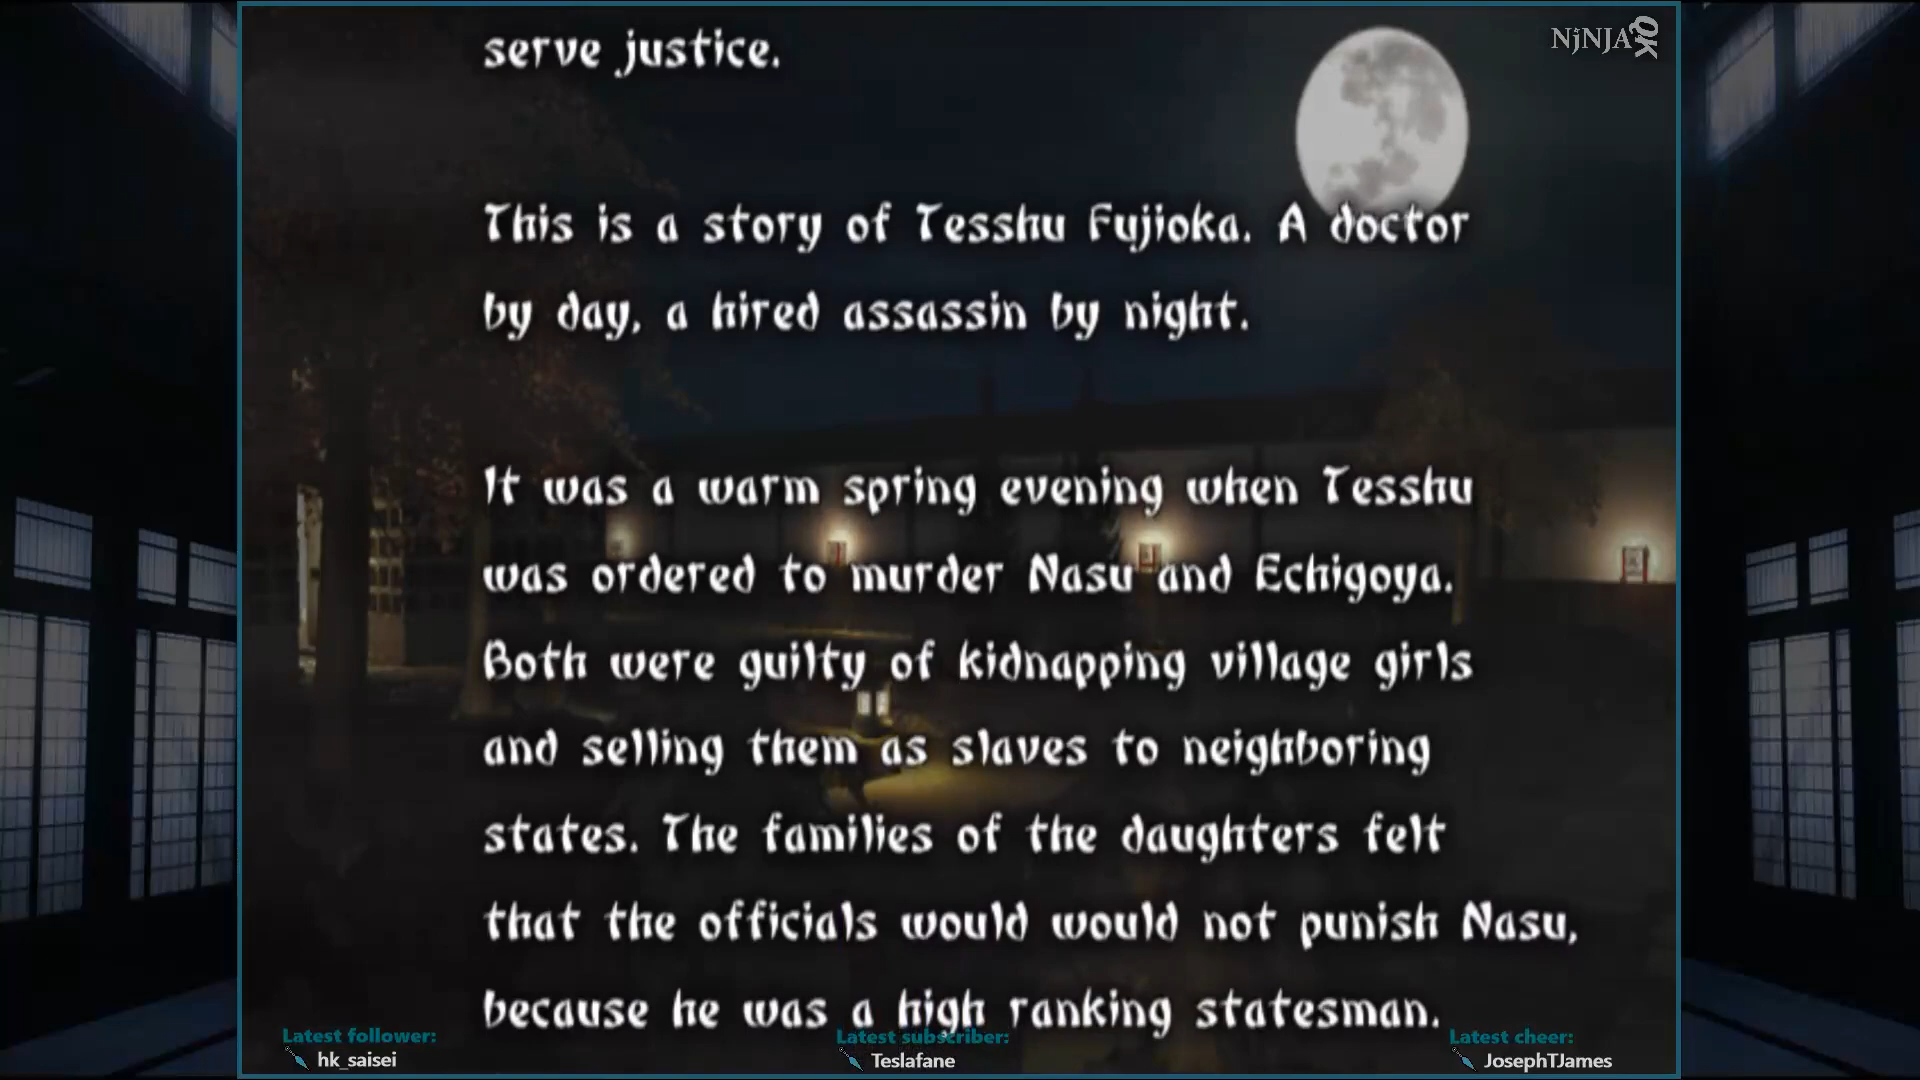 serve justice.
NiNJA OK
This is a story of Tesshu Fujioka. A doctor
by day, a hired assassin by night.
It was a warm spring evening when Tesshu
was ordered to murder Nasu and Echigoya.
Both were guilty of kidnapping village girls
and selling them as slaves to neighboring
states. The families of the daughters felt
that the officials would would not punish Nasu,
because he was a high ranking statesman.
Latest follower:
hk_saisei
Latest subscriber:
Teslafane
Latest cheer:
JosephTJames